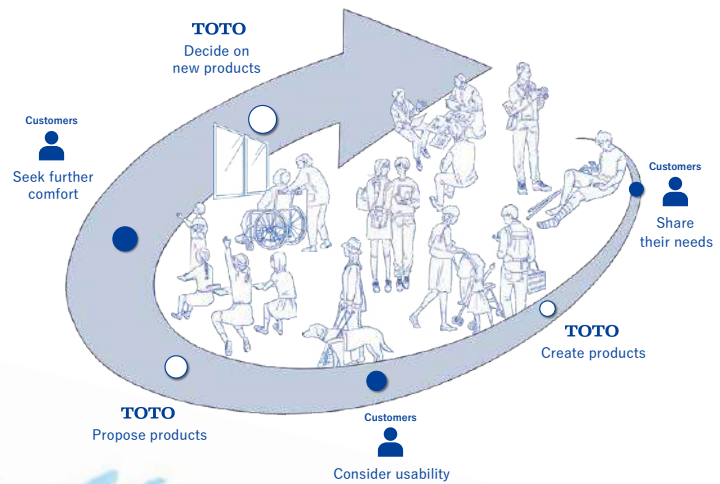 TOTO
Decide on
new products
Customers
Seek further
comfort
Customers
Share
their needs
TOTO
Create products
TOTO
Propose products
Customers
Consider usability